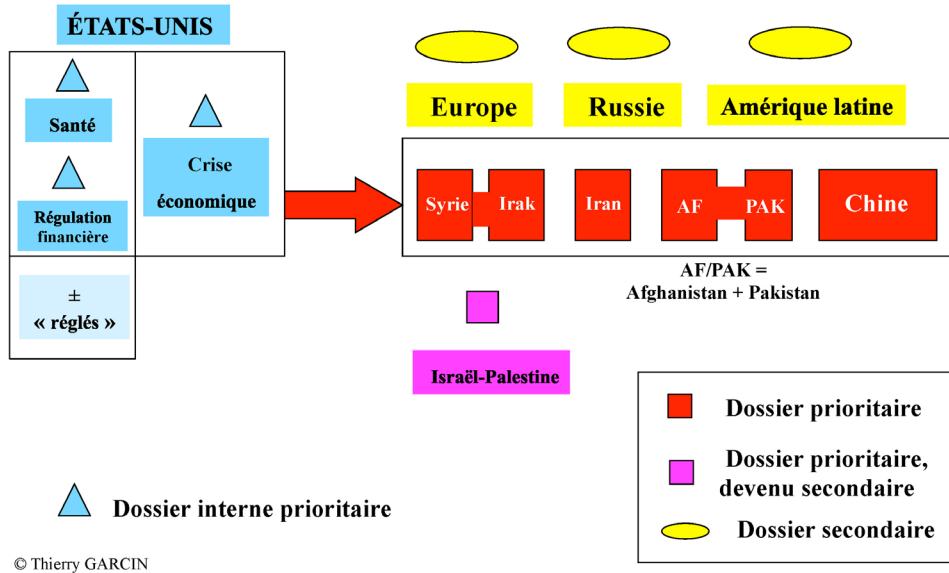 ÉTATS-UNIS
Santé
Régulation
financière
±
« réglés »
Crise
économique
Europe
Russie
Amérique latine
Syrie
Irak
Iran
AF
PAK
Chine
AF/PAK =
Afghanistan + Pakistan
Israël-Palestine
Dossier prioritaire
Dossier prioritaire,
devenu secondaire
Dossier secondaire
Dossier interne prioritaire
© Thierry GARCIN